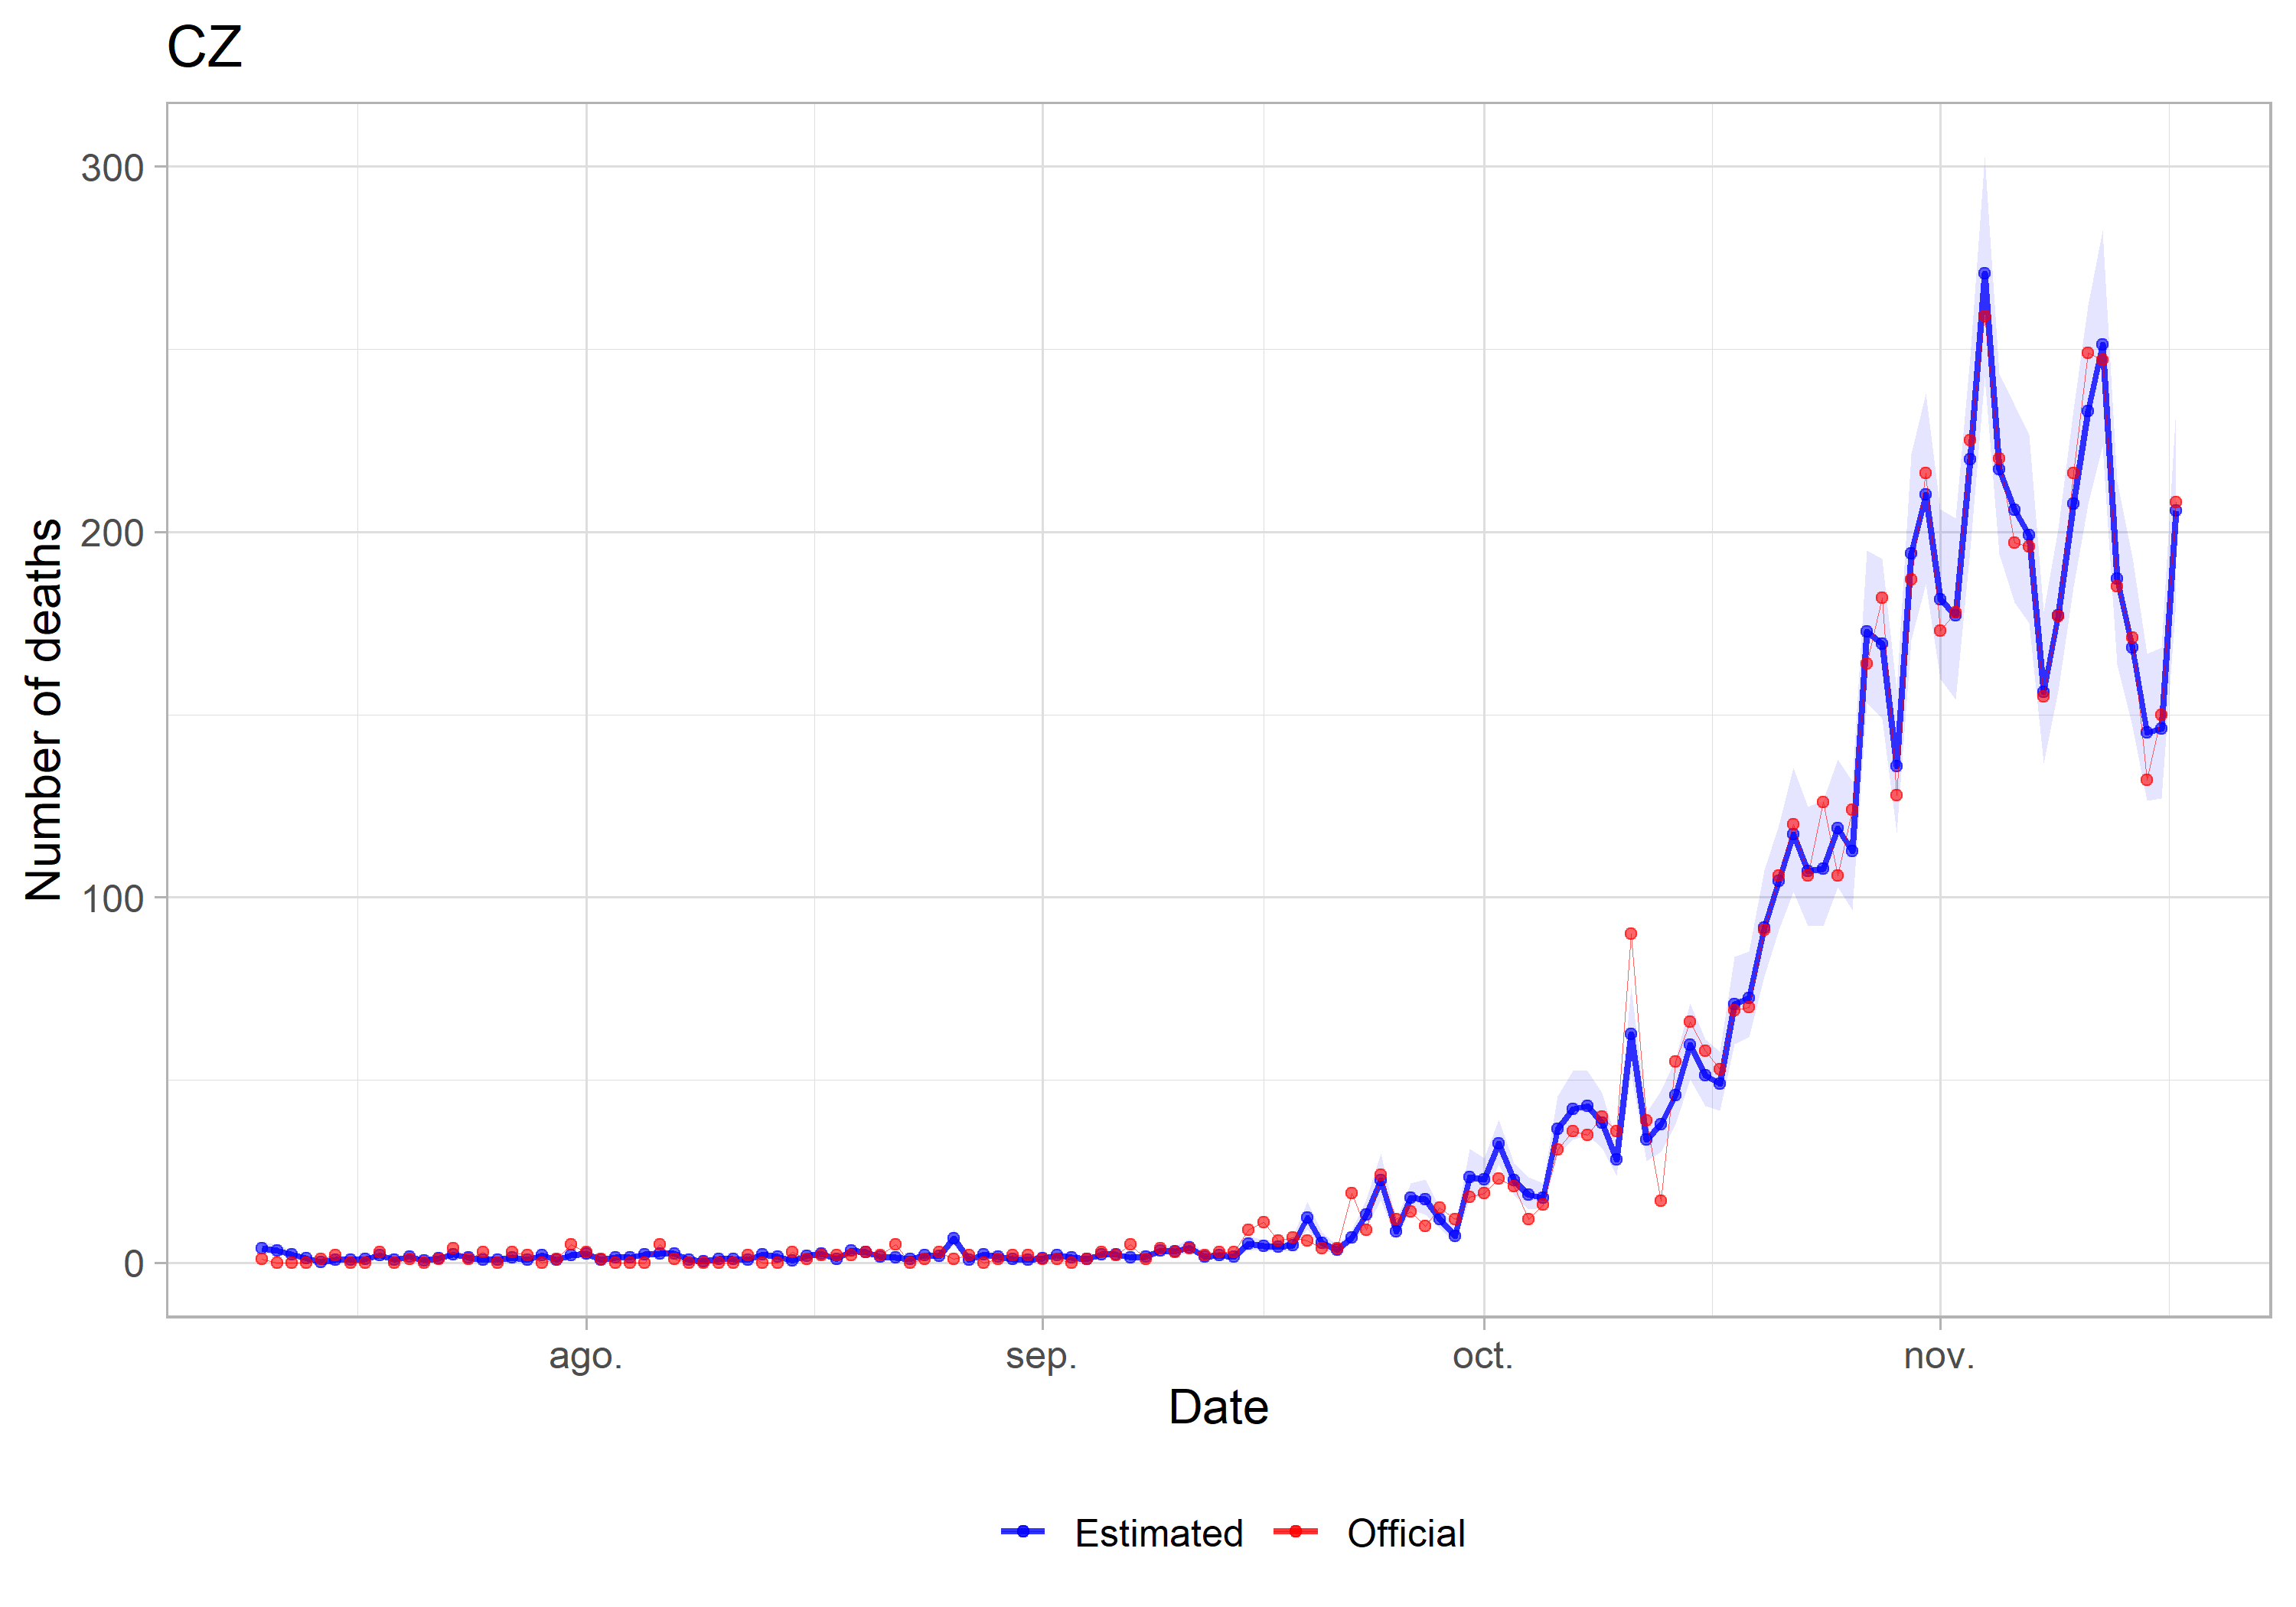 CZ
300
200
100
0
Number of deaths
ago. sep. oct. nov.
Date
Estimated Official